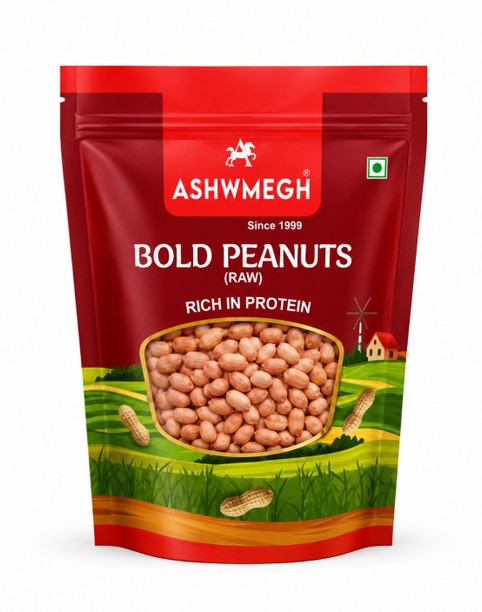 ASHWMEGH®
Since 1999
BOLD PEANUTS
(RAW)
RICH IN PROTEIN